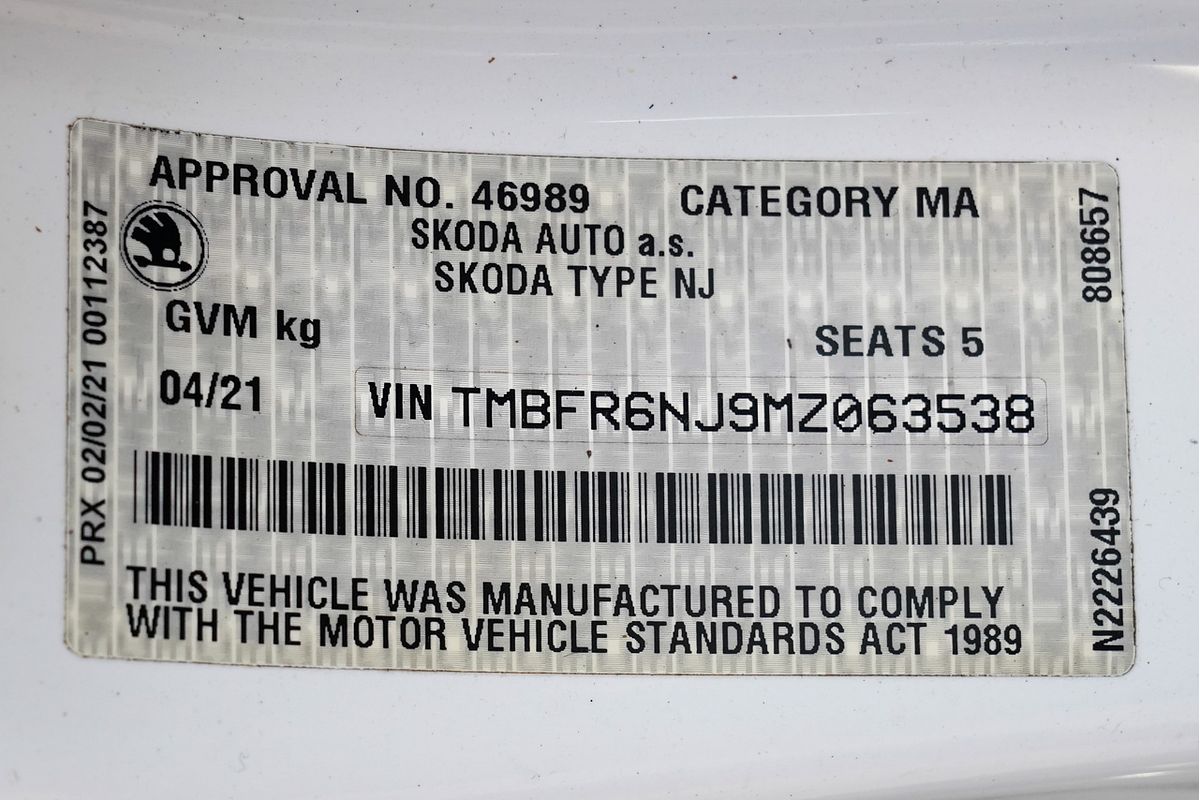 APPROVAL NO. 46989 CATEGORY MA
SKODA AUTO a.s.
SKODA TYPE NJ
GVM kg
SEATS 5
04/21
VIN TMBFR6NJ9MZ063538
THIS VEHICLE WAS MANUFACTURED TO COMPLY
WITH THE MOTOR VEHICLE STANDARDS ACT 1989
PRX 02/02/21 00112387
808657
N2226439